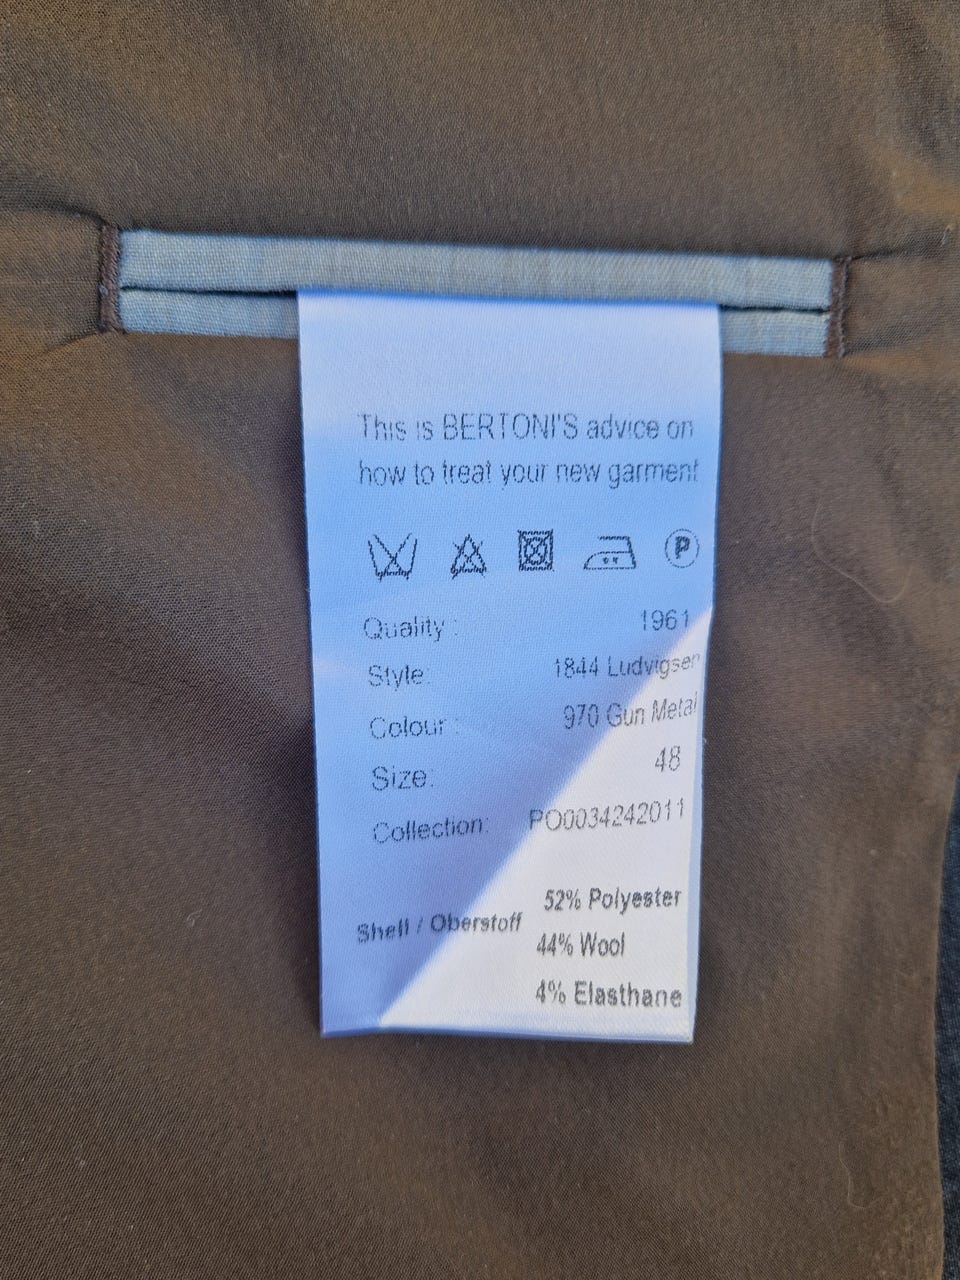 This is BERTONI'S advice on
how to treat your new garment
P
Quality : 1961
Style: 1844 Ludvigsen
Colour : 970 Gun Metal
Size: 48
Collection: PO0034242011
Shell / Oberstoff 52% Polyester
44% Wool
4% Elasthane